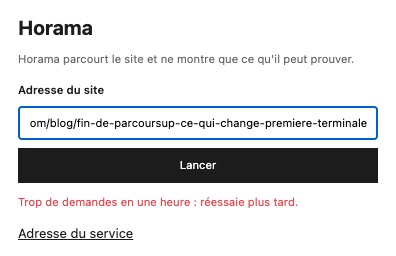 Horama
Horama parcourt le site et ne montre que ce qu'il peut prouver.
Adresse du site
om/blog/fin-de-parcoursup-ce-qui-change-premiere-terminale
Lancer
Trop de demandes en une heure : réessaie plus tard.
Adresse du service